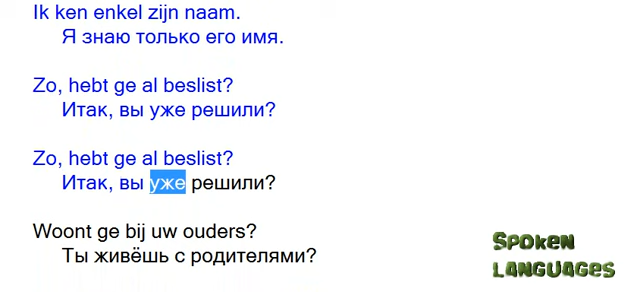 Ik ken enkel zijn naam.
Я знаю только его имя.
Zo, hebt ge al beslist?
Итак, вы уже решили?
Zo, hebt ge al beslist?
Итак, вы уже решили?
Woont ge bij uw ouders?
Ты живёшь с родителями?
Spoken
Languages